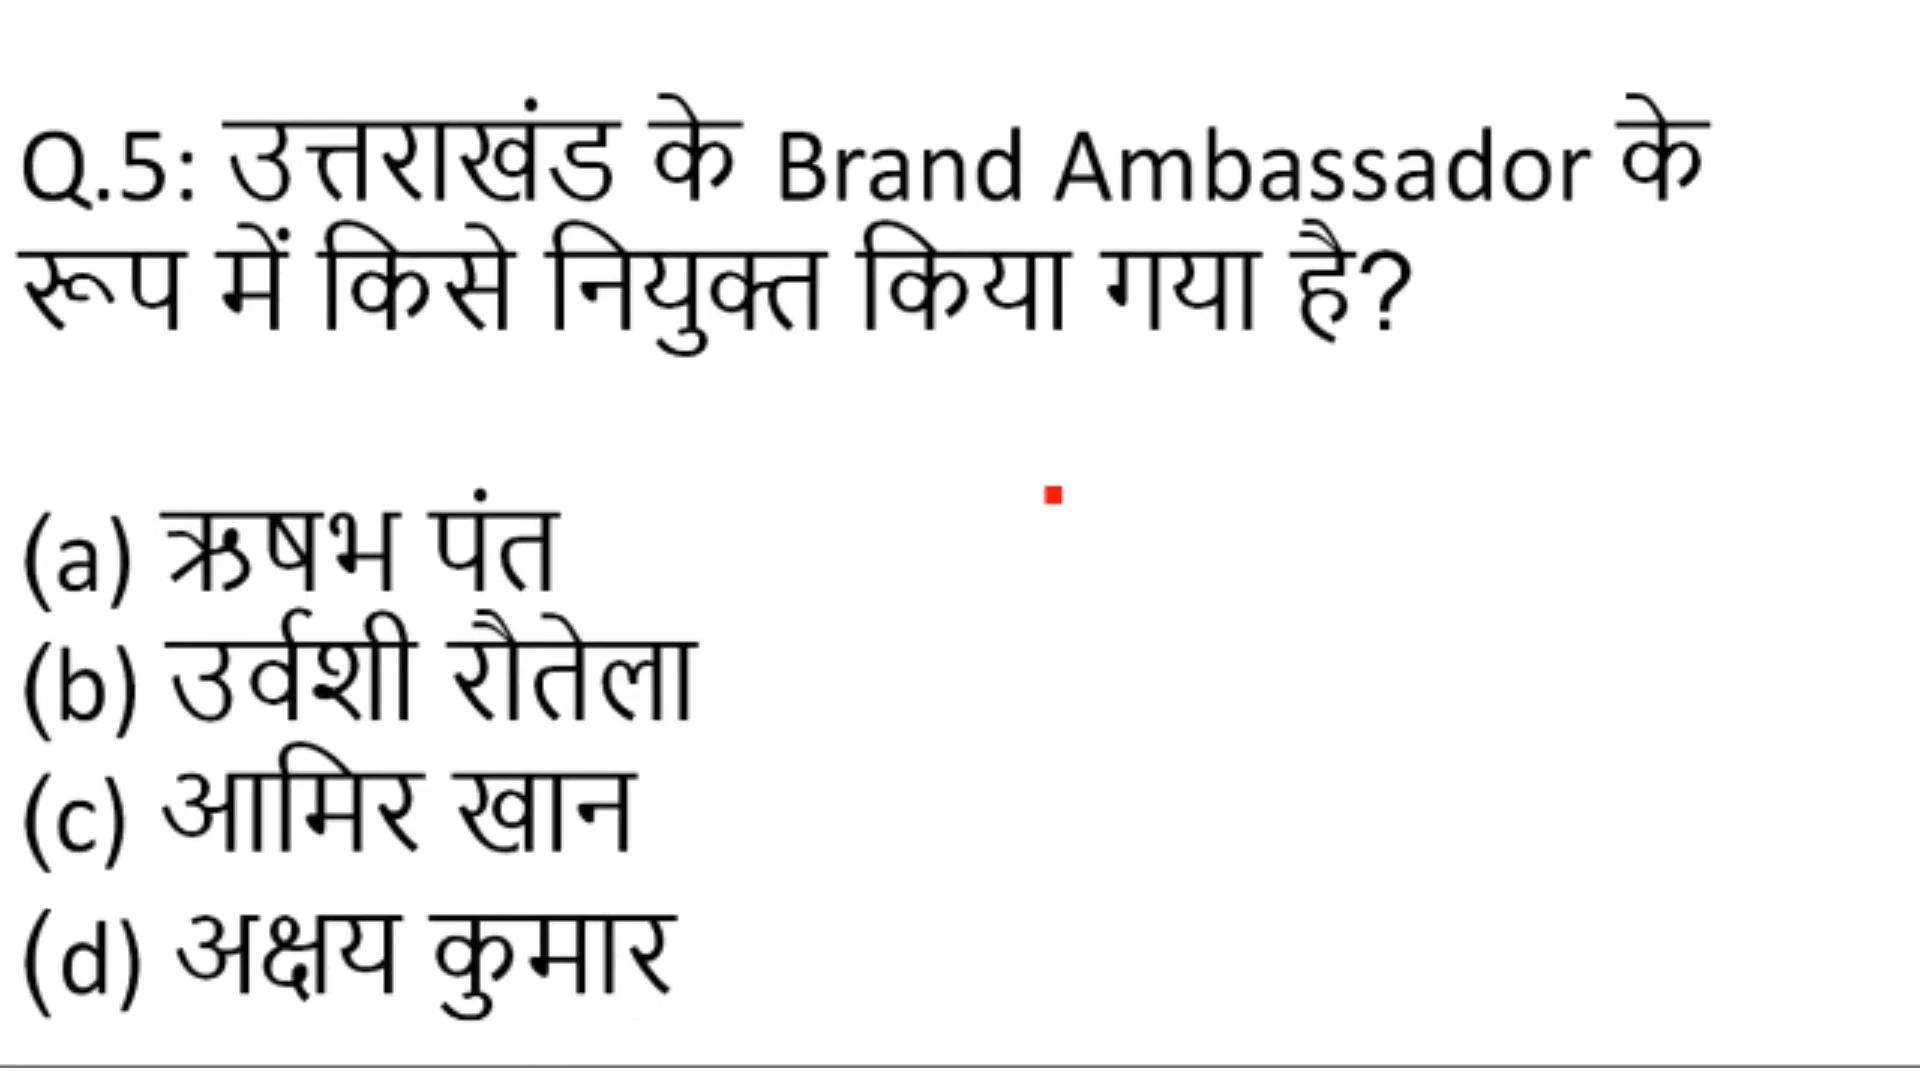 Q.5: उत्तराखंड के Brand Ambassador के
रूप में किसे नियुक्त किया गया है?
(a) ऋषभ पंत
(b) उर्वशी रौतेला
(c) आमिर खान
(d) अक्षय कुमार